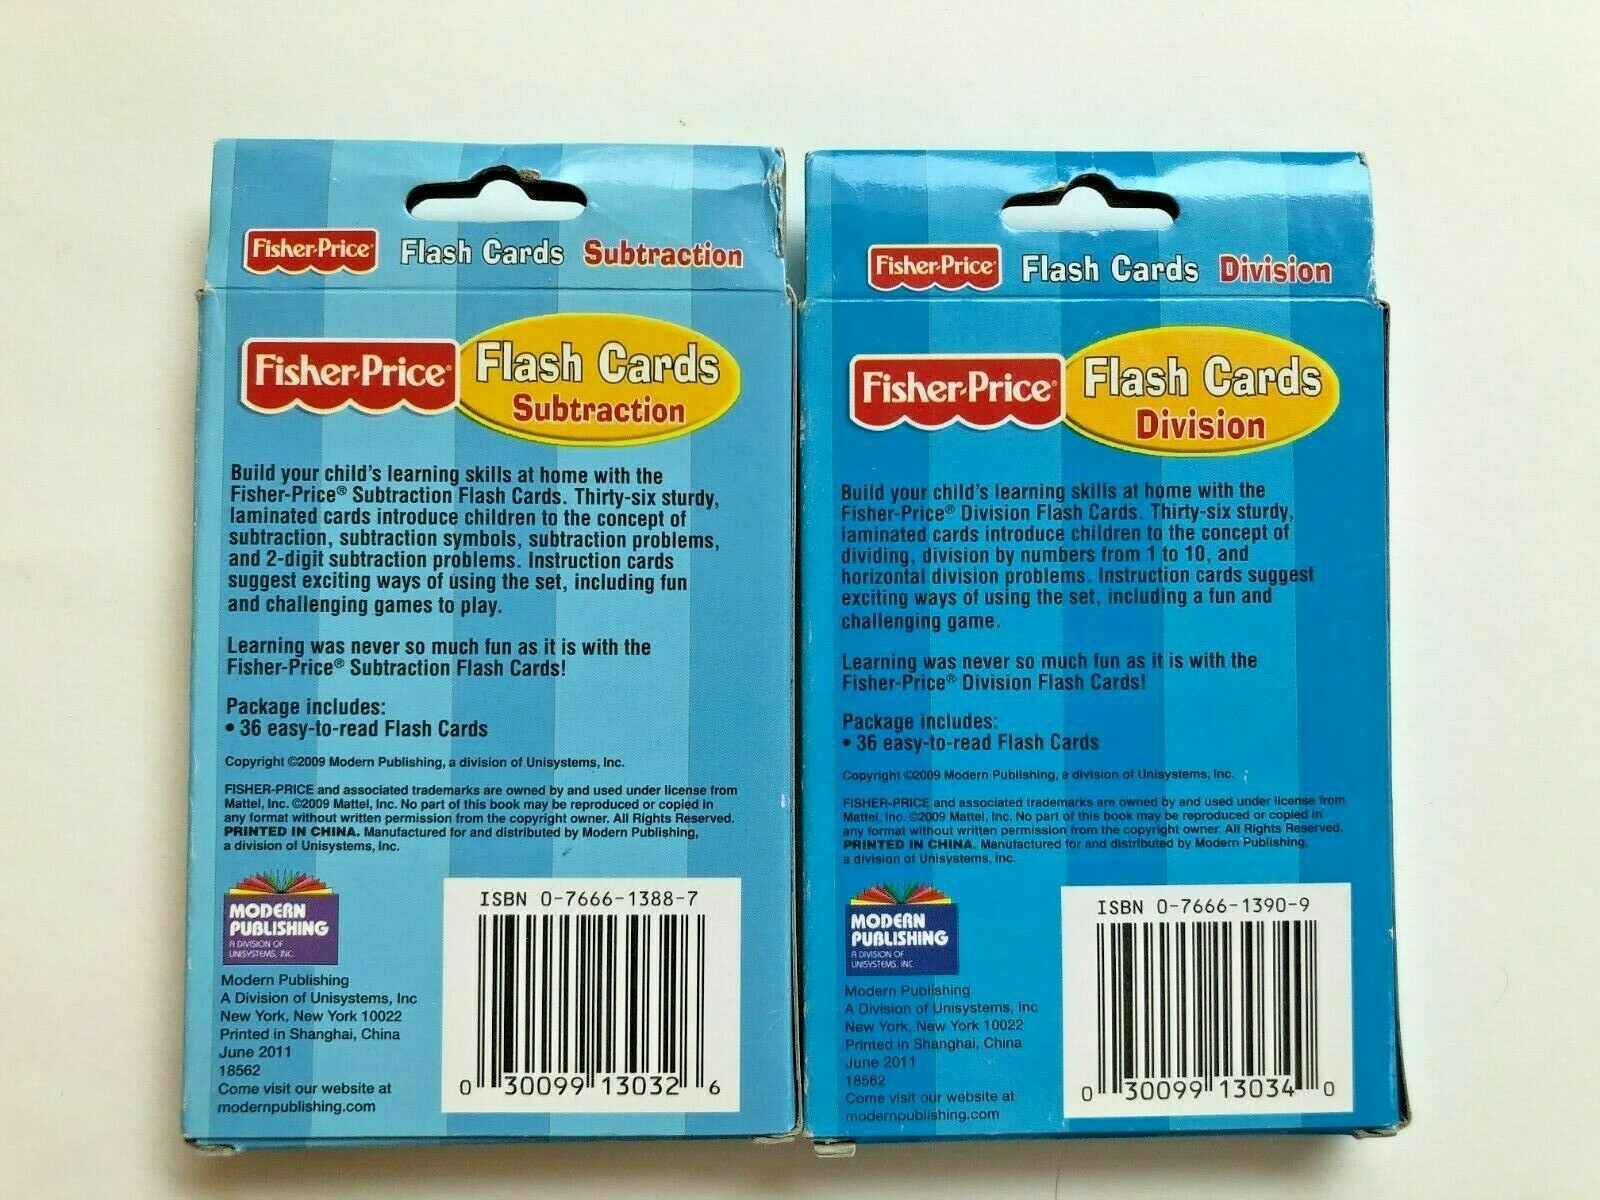 Fisher-Price® Flash Cards Subtraction
Fisher-Price®
Flash Cards
Subtraction
Build your child's learning skills at home with the
Fisher-Price® Subtraction Flash Cards. Thirty-six sturdy,
laminated cards introduce children to the concept of
subtraction, subtraction symbols, subtraction problems,
and 2-digit subtraction problems. Instruction cards
suggest exciting ways of using the set, including fun
and challenging games to play.
Learning was never so much fun as it is with the
Fisher-Price® Subtraction Flash Cards!
Package includes:
• 36 easy-to-read Flash Cards
Copyright ©2009 Modern Publishing, a division of Unisystems, Inc.
FISHER-PRICE and associated trademarks are owned by and used under license from
Mattel, Inc. ©2009 Mattel, Inc. No part of this book may be reproduced or copied in
any format without written permission from the copyright owner. All Rights Reserved.
PRINTED IN CHINA. Manufactured for and distributed by Modern Publishing,
a division of Unisystems, Inc.
MODERN
PUBLISHING
A DIVISION OF
UNISYSTEMS, INC.
Modern Publishing
A Division of Unisystems, Inc
New York, New York 10022
Printed in Shanghai, China
June 2011
18562
Come visit our website at
modernpublishing.com
ISBN 0-7666-1388-7
0 30099 13032 6
Fisher-Price® Flash Cards Division
Fisher-Price®
Flash Cards
Division
Build your child's learning skills at home with the
Fisher-Price® Division Flash Cards. Thirty-six sturdy,
laminated cards introduce children to the concept of
dividing, division by numbers from 1 to 10, and
horizontal division problems. Instruction cards suggest
exciting ways of using the set, including a fun and
challenging game.
Learning was never so much fun as it is with the
Fisher-Price® Division Flash Cards!
Package includes:
• 36 easy-to-read Flash Cards
Copyright ©2009 Modern Publishing, a division of Unisystems, Inc.
FISHER-PRICE and associated trademarks are owned by and used under license from
Mattel, Inc. ©2009 Mattel, Inc. No part of this book may be reproduced or copied in
any format without written permission from the copyright owner. All Rights Reserved.
PRINTED IN CHINA. Manufactured for and distributed by Modern Publishing,
a division of Unisystems, Inc.
MODERN
PUBLISHING
A DIVISION OF
UNISYSTEMS, INC.
Modern Publishing
A Division of Unisystems, Inc
New York, New York 10022
Printed in Shanghai, China
June 2011
18562
Come visit our website at
modernpublishing.com
ISBN 0-7666-1390-9
0 30099 13034 0